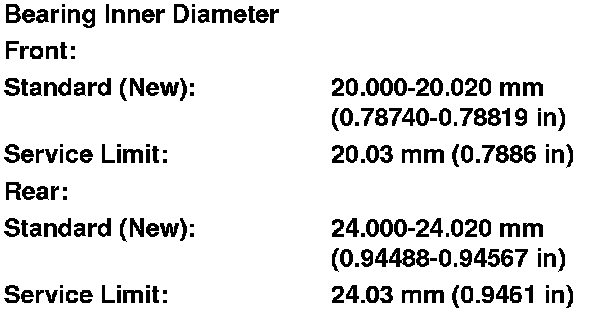 Bearing Inner Diameter
Front:
Standard (New): 20.000-20.020 mm
(0.78740-0.78819 in)
Service Limit: 20.03 mm (0.7886 in)
Rear:
Standard (New): 24.000-24.020 mm
(0.94488-0.94567 in)
Service Limit: 24.03 mm (0.9461 in)